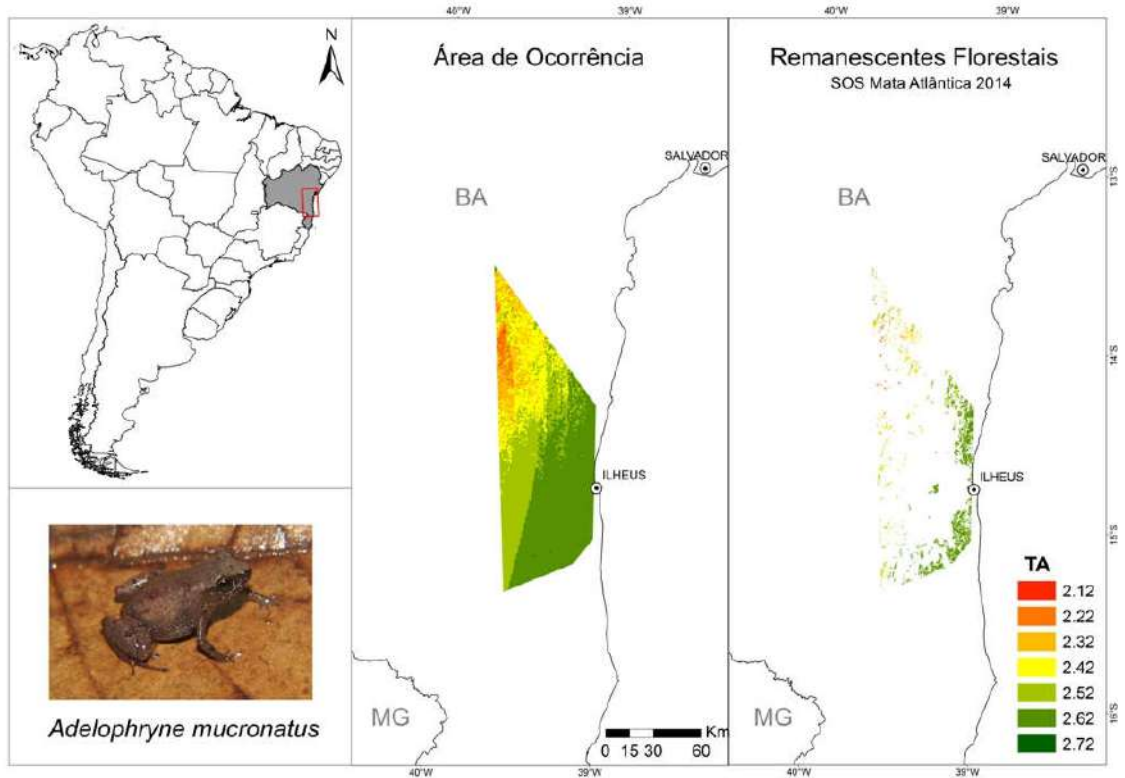 N
Adelophryne mucronatus
40°W
39°W
Área de Ocorrência
SALVADOR
BA
ILHEUS
MG
Km
0 15 30 60
40°W
39°W
40°W
39°W
Remanescentes Florestais
SOS Mata Atlântica 2014
SALVADOR
BA
ILHEUS
MG
13°S
14°S
15°S
16°S
TA
2.12
2.22
2.32
2.42
2.52
2.62
2.72
40°W
39°W